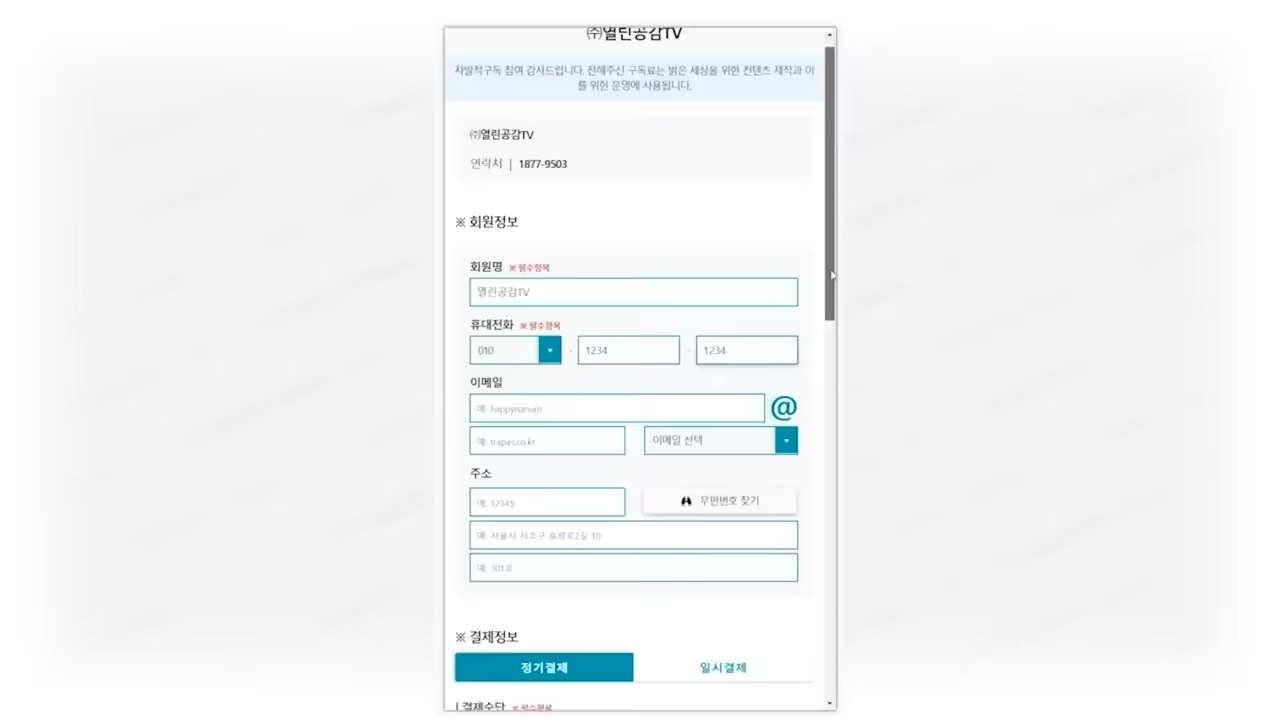 ㈜열린공감TV
자발적구독 참여 감사드립니다. 전해주신 구독료는 밝은 세상을 위한 컨텐츠 제작과 이
를 위한 운영에 사용됩니다.
㈜열린공감TV
연락처 | 1877-9503
※ 회원정보
회원명 ※ 필수항목
열린공감TV
휴대전화 ※ 필수항목
010 - 1234 - 1234
이메일
예: happynanum @
예: trapas.co.kr 이메일 선택
주소
예: 12345 우편번호 찾기
예: 서울시 서초구 효령로2길 10
예: 301호
※ 결제정보
정기결제 일시결제
| 결제수단 ※ 필수항목